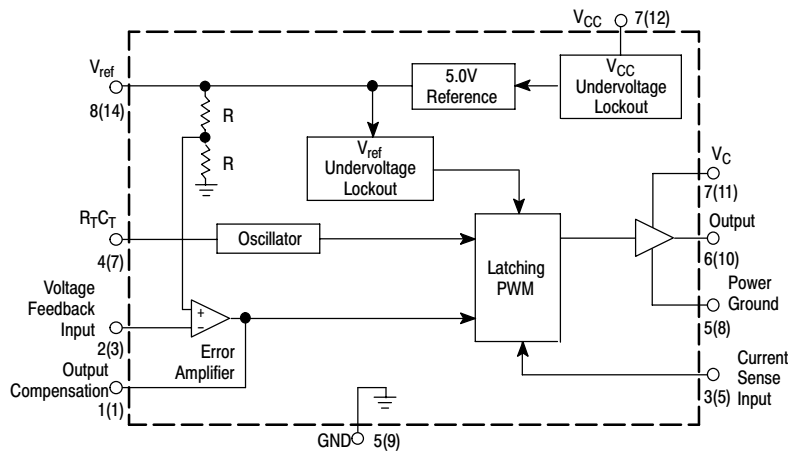 VCC 7(12)
Vref
8(14)
5.0V
Reference
VCC
Undervoltage
Lockout
R
R
Vref
Undervoltage
Lockout
VC
7(11)
RTCT
4(7)
Oscillator
Latching
PWM
Output
6(10)
Voltage
Feedback
Input
2(3)
+
−
Error
Amplifier
Power
Ground
5(8)
Output
Compensation
1(1)
Current
Sense
Input
3(5)
GND 5(9)